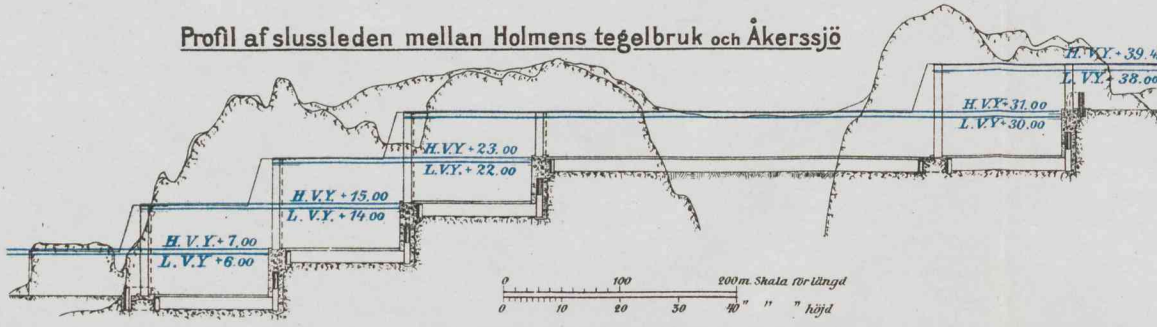 Profil af slussleden mellan Holmens tegelbruk och Åkerssjö
H.V.Y. + 39.4
L. V.Y. + 38.00
H.V.Y + 31.00
L.V.Y + 30.00
H.V.Y + 23.00
L.V.Y. + 22.00
H.V.Y. + 15.00
L. V.Y. + 14.00
H. V. Y. + 7.00
L. V. Y + 6.00
0 100 200 m. Skala för längd
0 10 20 30 40 " " " höjd